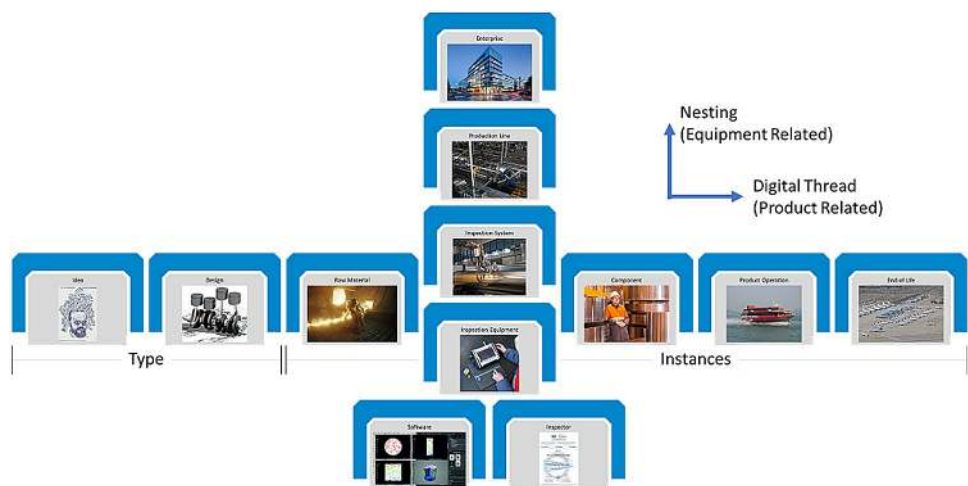 Enterprise
Production Line
Nesting
(Equipment Related)
Digital Thread
(Product Related)
Inspection System
Idea
Design
Raw Material
Component
Product Operation
End of Life
Inspection Equipment
Type
Instances
Software
Inspector